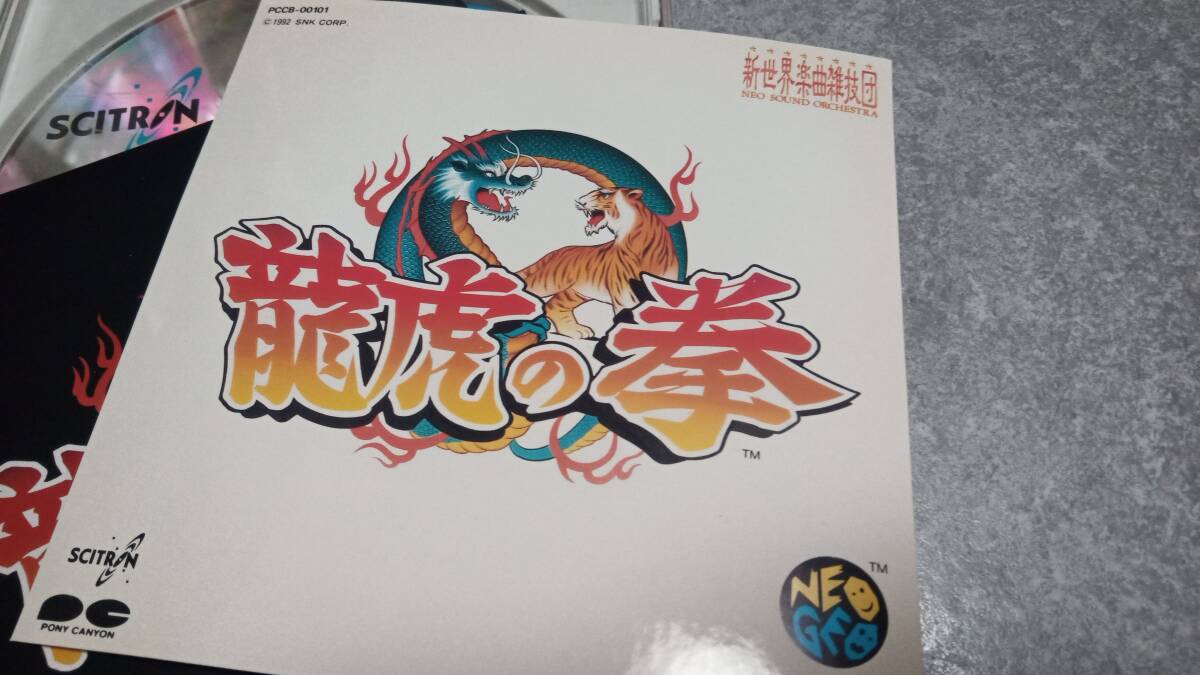 PCCB-00101
© 1992 SNK CORP.
新世界楽曲雑技団
NEO SOUND ORCHESTRA
SCITRON
龍虎の拳
TM
SCITRON
PONY CANYON
NEO
GEO
TM